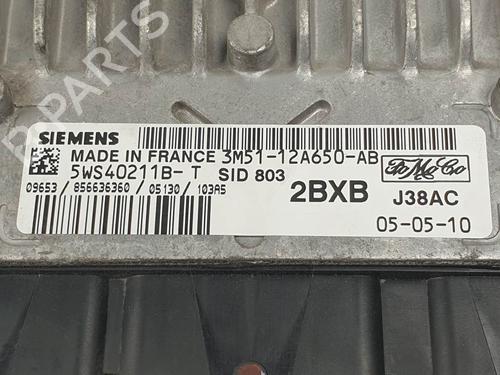 B PARTS
SIEMENS
MADE IN FRANCE 3M51-12A650-AB
5WS40211B-T SID 803
09653/ 856636360 /05130/ 103A5
2BXB
FoMoCo
J38AC
05-05-10